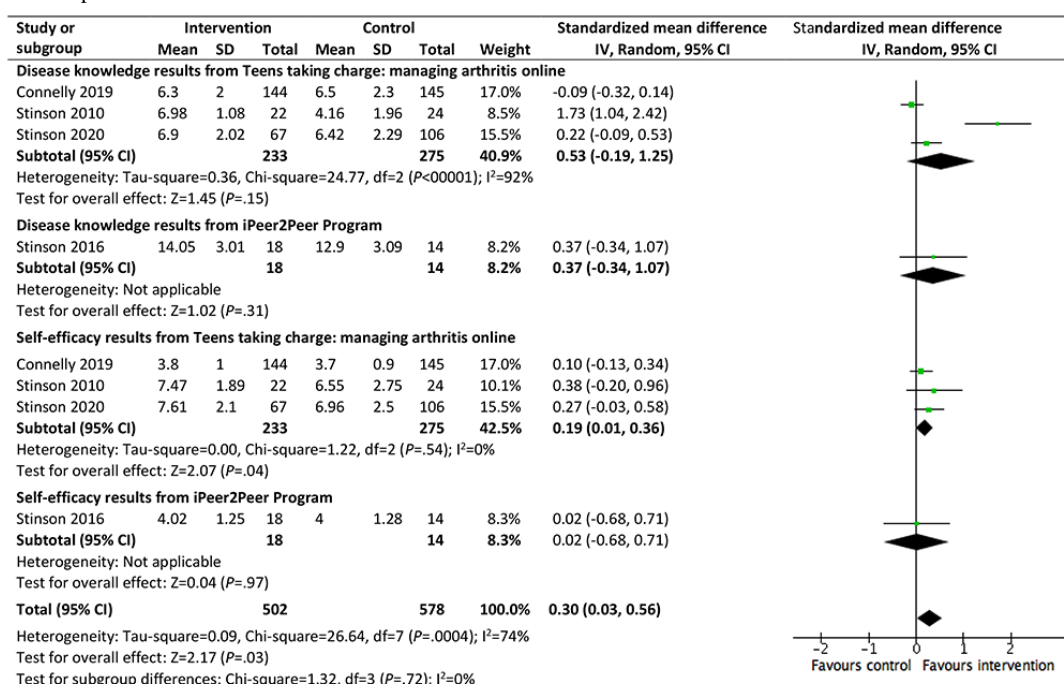 Study or Intervention Control Standardized mean difference Standardized mean difference
subgroup Mean SD Total Mean SD Total Weight IV, Random, 95% CI IV, Random, 95% CI
Disease knowledge results from Teens taking charge: managing arthritis online
Connelly 2019 6.3 2 144 6.5 2.3 145 17.0% -0.09 (-0.32, 0.14)
Stinson 2010 6.98 1.08 22 4.16 1.96 24 8.5% 1.73 (1.04, 2.42)
Stinson 2020 6.9 2.02 67 6.42 2.29 106 15.5% 0.22 (-0.09, 0.53)
Subtotal (95% CI) 233 275 40.9% 0.53 (-0.19, 1.25)
Heterogeneity: Tau-square=0.36, Chi-square=24.77, df=2 (P<00001); I²=92%
Test for overall effect: Z=1.45 (P=.15)
Disease knowledge results from iPeer2Peer Program
Stinson 2016 14.05 3.01 18 12.9 3.09 14 8.2% 0.37 (-0.34, 1.07)
Subtotal (95% CI) 18 14 8.2% 0.37 (-0.34, 1.07)
Heterogeneity: Not applicable
Test for overall effect: Z=1.02 (P=.31)
Self-efficacy results from Teens taking charge: managing arthritis online
Connelly 2019 3.8 1 144 3.7 0.9 145 17.0% 0.10 (-0.13, 0.34)
Stinson 2010 7.47 1.89 22 6.55 2.75 24 10.1% 0.38 (-0.20, 0.96)
Stinson 2020 7.61 2.1 67 6.96 2.5 106 15.5% 0.27 (-0.03, 0.58)
Subtotal (95% CI) 233 275 42.5% 0.19 (0.01, 0.36)
Heterogeneity: Tau-square=0.00, Chi-square=1.22, df=2 (P=.54); I²=0%
Test for overall effect: Z=2.07 (P=.04)
Self-efficacy results from iPeer2Peer Program
Stinson 2016 4.02 1.25 18 4 1.28 14 8.3% 0.02 (-0.68, 0.71)
Subtotal (95% CI) 18 14 8.3% 0.02 (-0.68, 0.71)
Heterogeneity: Not applicable
Test for overall effect: Z=0.04 (P=.97)
Total (95% CI) 502 578 100.0% 0.30 (0.03, 0.56)
Heterogeneity: Tau-square=0.09, Chi-square=26.64, df=7 (P=.0004); I²=74%
-2 -1 0 1 2
Test for overall effect: Z=2.17 (P=.03)
Favours control Favours intervention
Test for subgroup differences: Chi-square=1.32, df=3 (P=.72); I²=0%